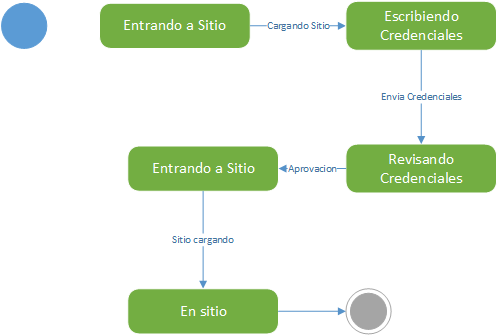 Entrando a Sitio
Cargando Sitio
Escribiendo
Credenciales
Envia Credenciales
Revisando
Credenciales
Aprovacion
Entrando a Sitio
Sitio cargando
En sitio